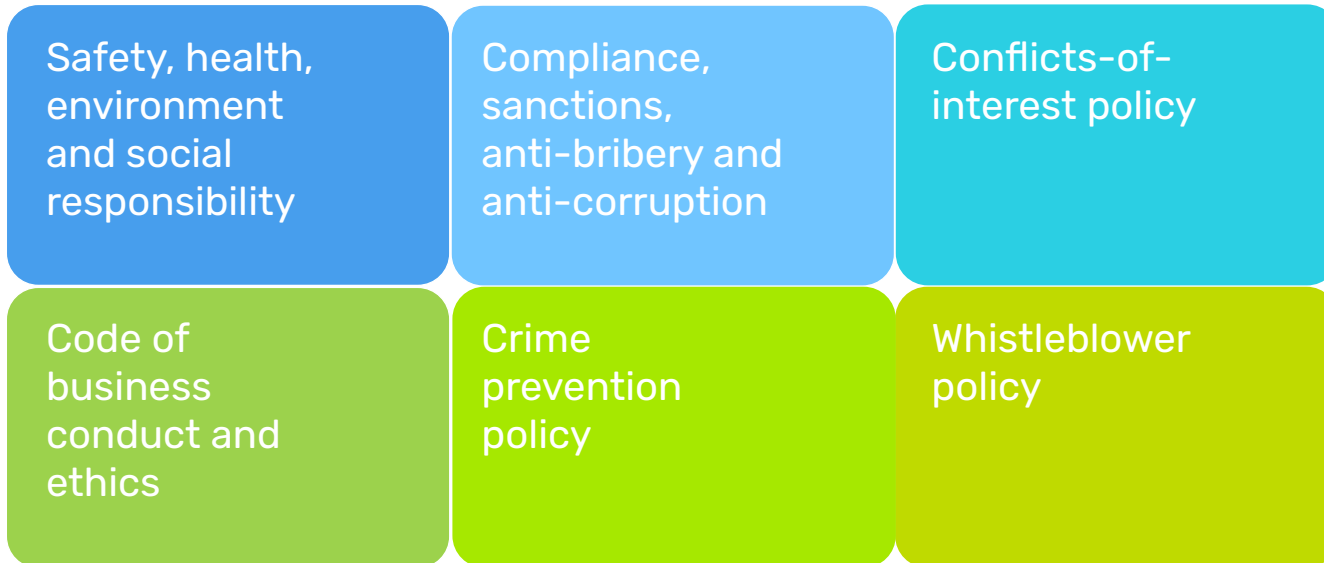 Safety, health,
environment
and social
responsibility
Compliance,
sanctions,
anti-bribery and
anti-corruption
Conflicts-of-
interest policy
Code of
business
conduct and
ethics
Crime
prevention
policy
Whistleblower
policy